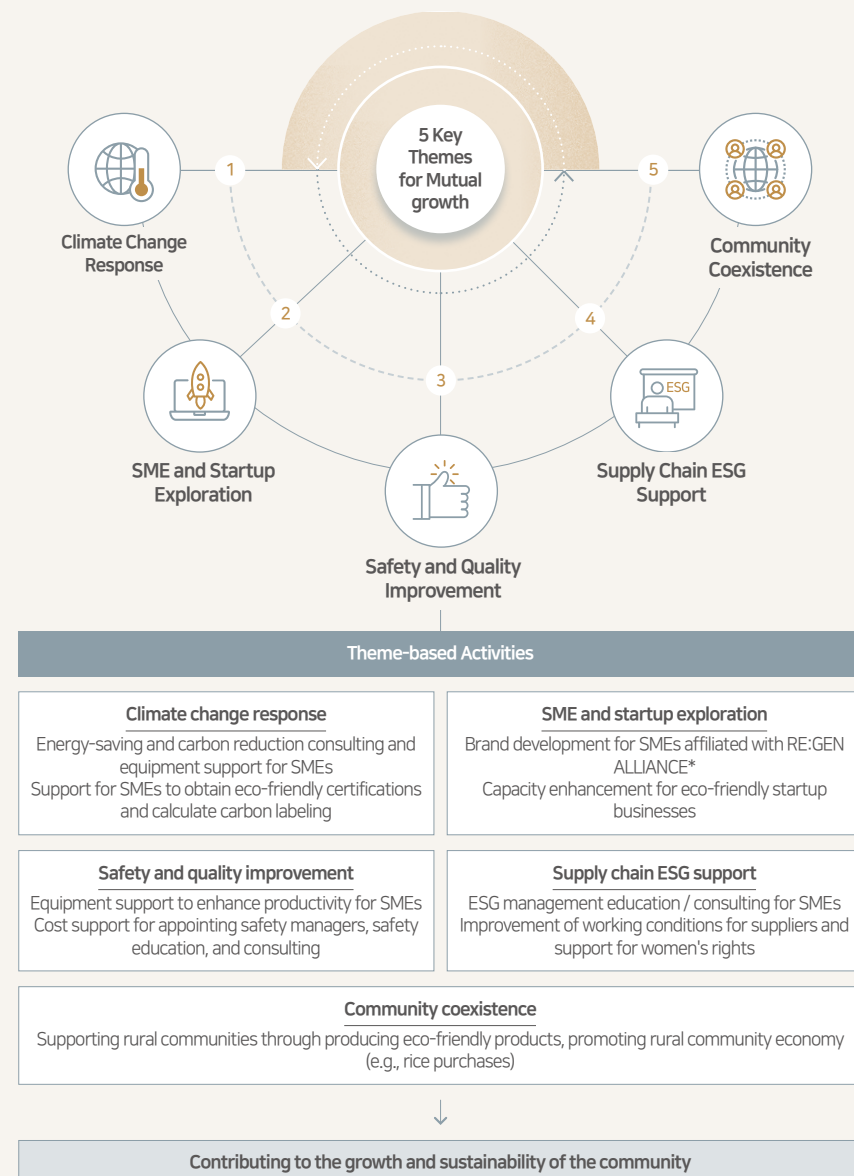 5 Key
Themes
for Mutual
growth
1
5
Climate Change
Response
Community
Coexistence
2
4
3
ESG
SME and Startup
Exploration
Supply Chain ESG
Support
Safety and Quality
Improvement
Theme-based Activities
Climate change response
Energy-saving and carbon reduction consulting and
equipment support for SMEs
Support for SMEs to obtain eco-friendly certifications
and calculate carbon labeling
SME and startup exploration
Brand development for SMEs affiliated with RE:GEN
ALLIANCE*
Capacity enhancement for eco-friendly startup
businesses
Safety and quality improvement
Equipment support to enhance productivity for SMEs
Cost support for appointing safety managers, safety
education, and consulting
Supply chain ESG support
ESG management education / consulting for SMEs
Improvement of working conditions for suppliers and
support for women's rights
Community coexistence
Supporting rural communities through producing eco-friendly products, promoting rural community economy
(e.g., rice purchases)
Contributing to the growth and sustainability of the community